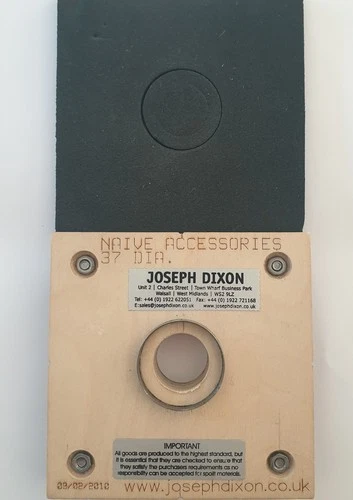 NAIVE ACCESSORIES
37 DIA.
JOSEPH DIXON
Unit 2 | Charles Street | Town Wharf Business Park
Walsall | West Midlands | WS2 9LZ
Tel: +44 (0) 1922 622051 Fax: +44 (0) 1922 721168
E:sales@josephdixon.co.uk www.josephdixon.co.uk
IMPORTANT
All goods are produced to the highest standard, but
it is essential that they are checked to ensure that
they satisfy the purchasers requirements as no
responsibility can be accepted for spoilt materials.
09/02/2010
www.josephdixon.co.uk